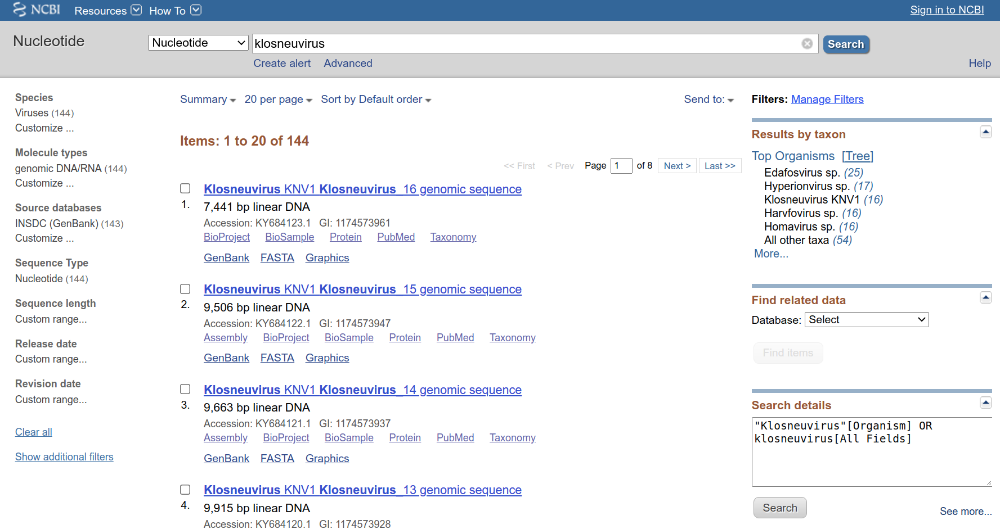 NCBI Resources How To Sign in to NCBI
Nucleotide Nucleotide klosneuvirus Search
Create alert Advanced Help
Species
Viruses (144)
Customize ...
Molecule types
genomic DNA/RNA (144)
Customize ...
Source databases
INSDC (GenBank) (143)
Customize ...
Sequence Type
Nucleotide (144)
Sequence length
Custom range...
Release date
Custom range...
Revision date
Custom range...
Clear all
Show additional filters
Summary 20 per page Sort by Default order Send to:
Items: 1 to 20 of 144
<< First < Prev Page 1 of 8 Next > Last >>
Klosneuvirus KNV1 Klosneuvirus_16 genomic sequence
1. 7,441 bp linear DNA
Accession: KY684123.1 GI: 1174573961
BioProject BioSample Protein PubMed Taxonomy
GenBank FASTA Graphics
Klosneuvirus KNV1 Klosneuvirus_15 genomic sequence
2. 9,506 bp linear DNA
Accession: KY684122.1 GI: 1174573947
Assembly BioProject BioSample Protein PubMed Taxonomy
GenBank FASTA Graphics
Klosneuvirus KNV1 Klosneuvirus_14 genomic sequence
3. 9,663 bp linear DNA
Accession: KY684121.1 GI: 1174573937
Assembly BioProject BioSample Protein PubMed Taxonomy
GenBank FASTA Graphics
Klosneuvirus KNV1 Klosneuvirus_13 genomic sequence
4. 9,915 bp linear DNA
Accession: KY684120.1 GI: 1174573928
Filters: Manage Filters
Results by taxon
Top Organisms [Tree]
Edafosvirus sp. (25)
Hyperionvirus sp. (17)
Klosneuvirus KNV1 (16)
Harvfovirus sp. (16)
Homavirus sp. (16)
All other taxa (54)
More...
Find related data
Database: Select
Find items
Search details
"Klosneuvirus"[Organism] OR
klosneuvirus[All Fields]
Search See more...